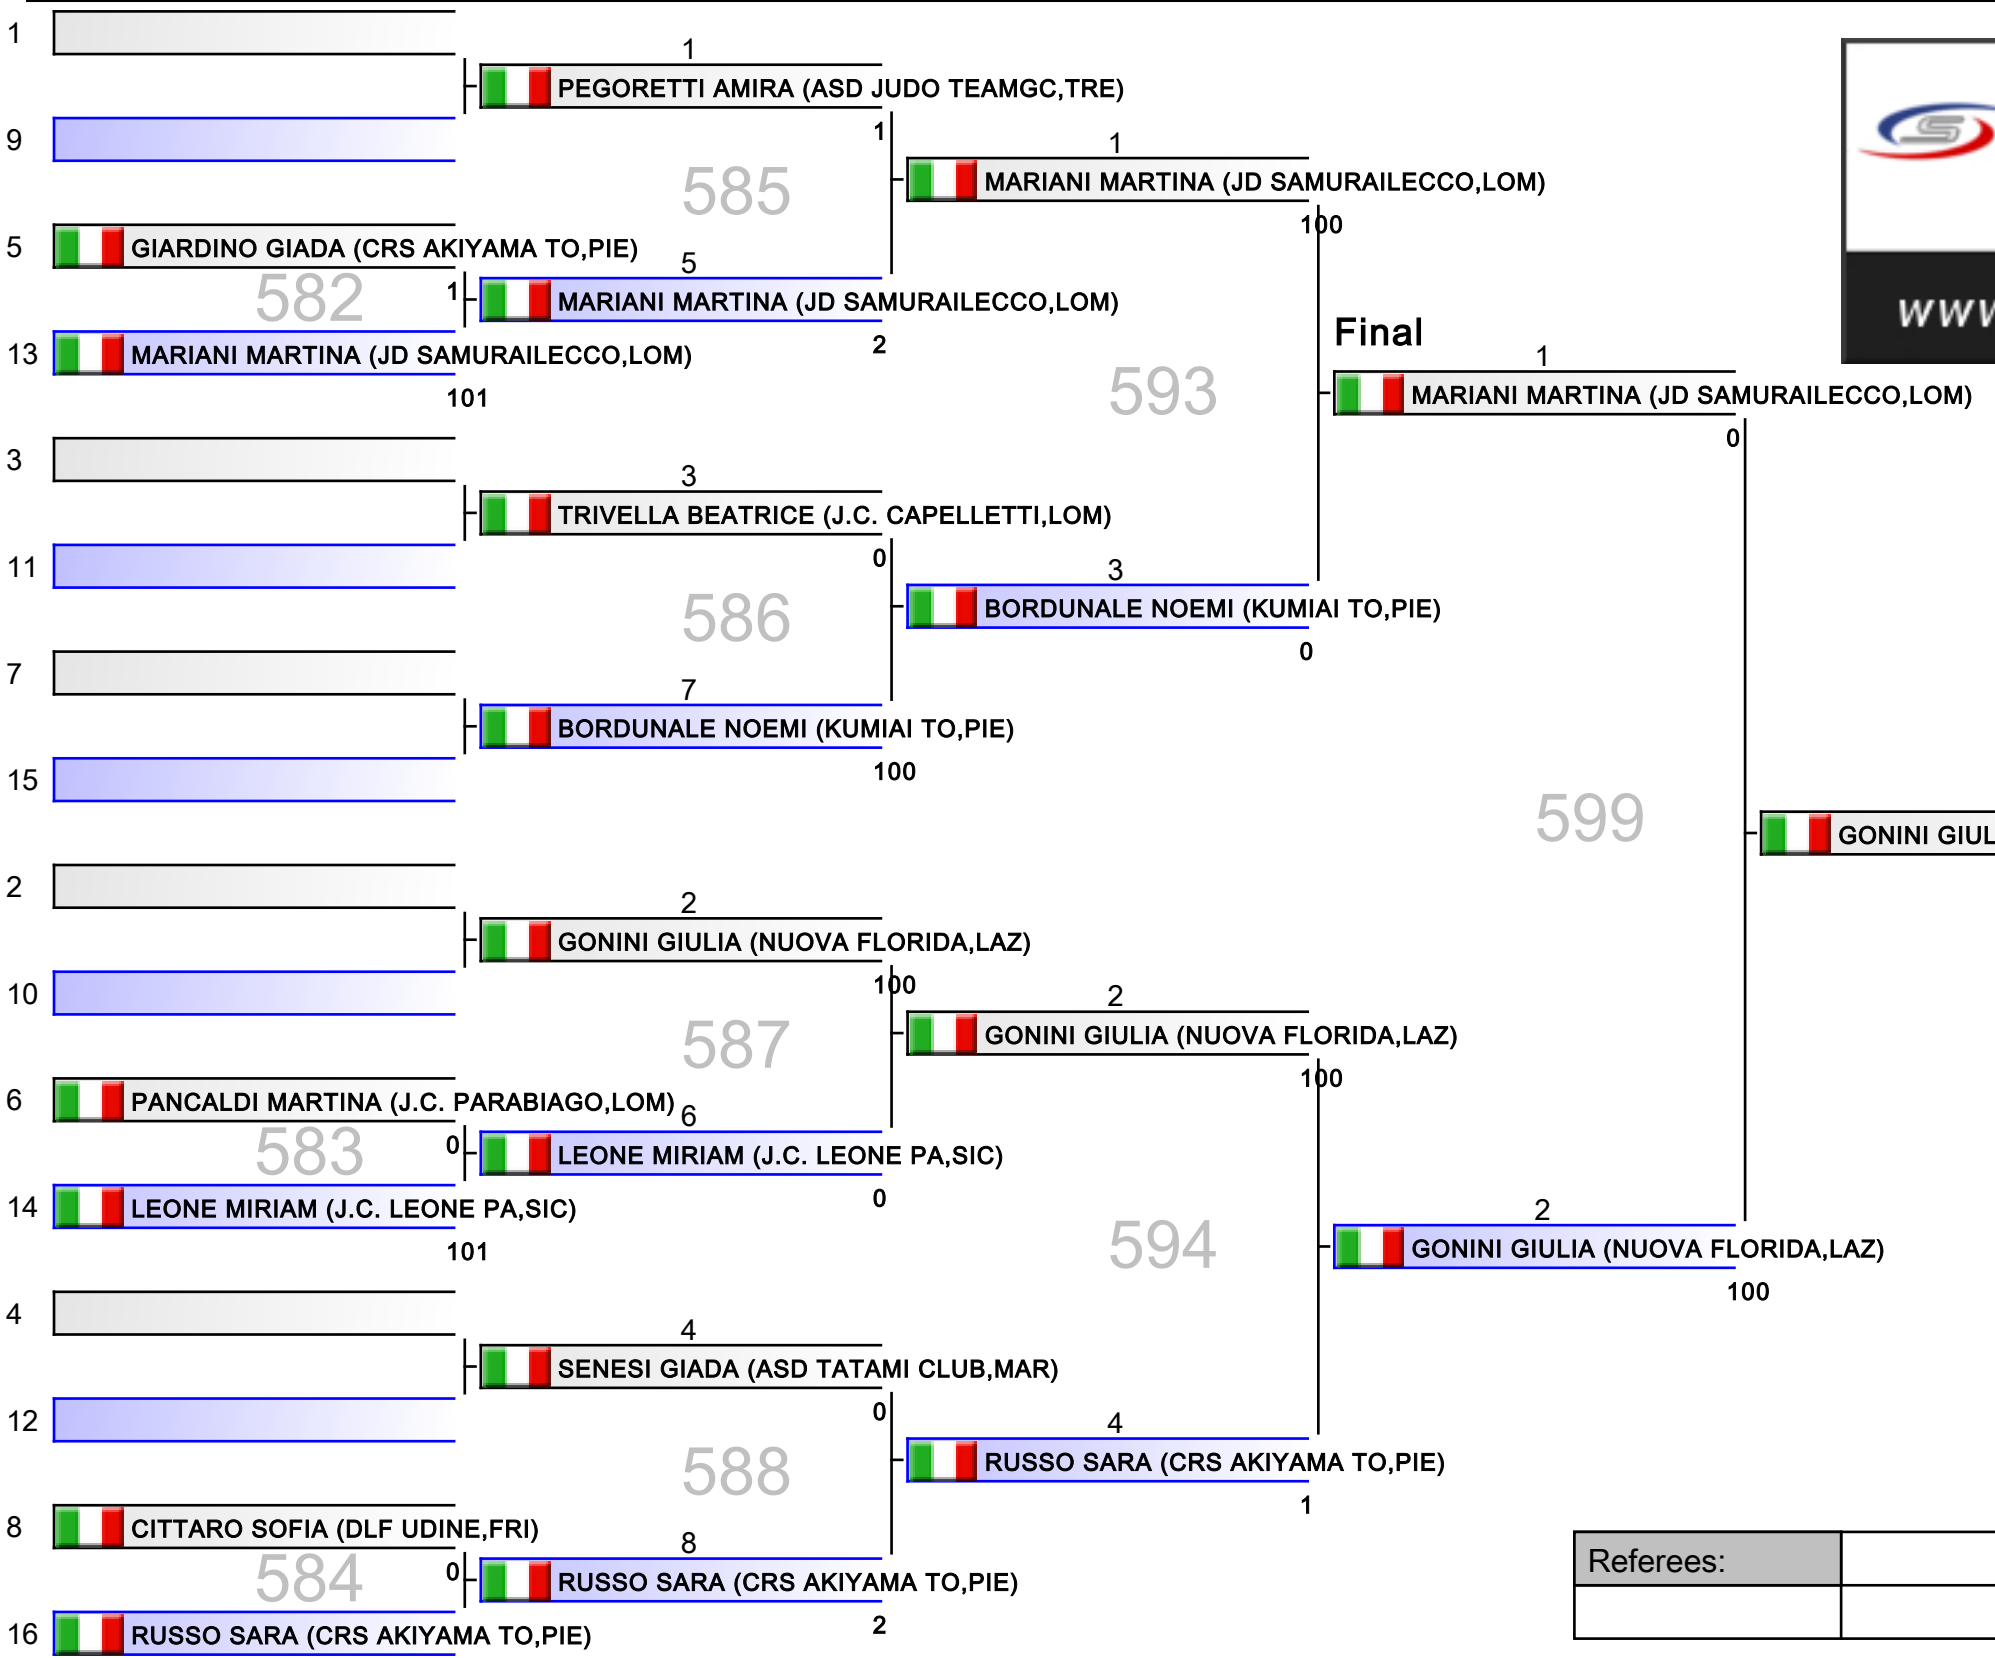 1
1
PEGORETTI AMIRA (ASD JUDO TEAMGC,TRE)
1
9
585
1
MARIANI MARTINA (JD SAMURAILECCO,LOM)
100
5
GIARDINO GIADA (CRS AKIYAMA TO,PIE)
582
1
5
MARIANI MARTINA (JD SAMURAILECCO,LOM)
2
13
MARIANI MARTINA (JD SAMURAILECCO,LOM)
101
WWW
Final
1
MARIANI MARTINA (JD SAMURAILECCO,LOM)
0
593
3
3
TRIVELLA BEATRICE (J.C. CAPELLETTI,LOM)
0
11
586
3
BORDUNALE NOEMI (KUMIAI TO,PIE)
0
7
7
BORDUNALE NOEMI (KUMIAI TO,PIE)
100
15
599
GONINI GIUL
2
2
GONINI GIULIA (NUOVA FLORIDA,LAZ)
100
10
587
2
GONINI GIULIA (NUOVA FLORIDA,LAZ)
100
6
PANCALDI MARTINA (J.C. PARABIAGO,LOM)
583
0
6
LEONE MIRIAM (J.C. LEONE PA,SIC)
0
14
LEONE MIRIAM (J.C. LEONE PA,SIC)
101
594
2
GONINI GIULIA (NUOVA FLORIDA,LAZ)
100
4
4
SENESI GIADA (ASD TATAMI CLUB,MAR)
0
12
588
4
RUSSO SARA (CRS AKIYAMA TO,PIE)
1
8
CITTARO SOFIA (DLF UDINE,FRI)
584
0
8
RUSSO SARA (CRS AKIYAMA TO,PIE)
2
16
RUSSO SARA (CRS AKIYAMA TO,PIE)
Referees: